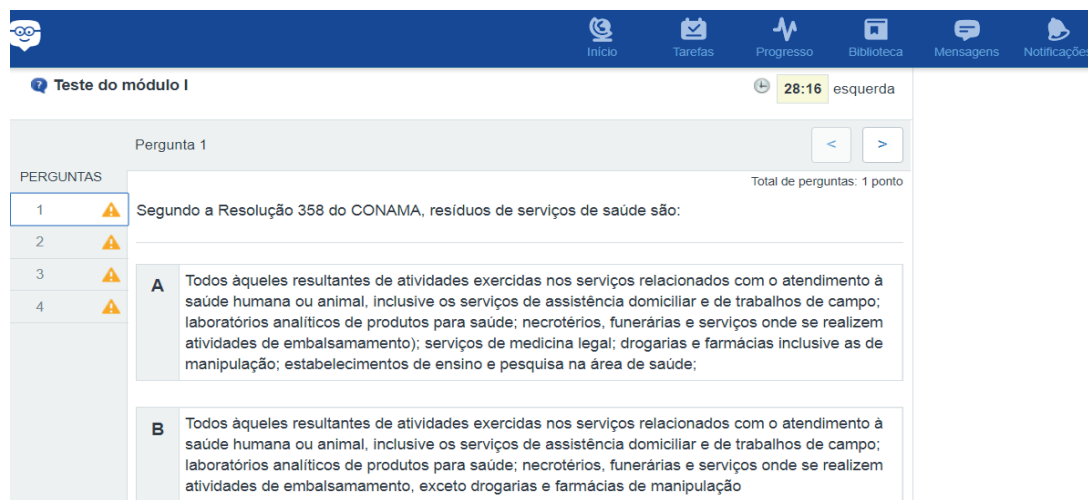 Início
Tarefas
Progresso
Biblioteca
Mensagens
Notificações
Teste do módulo I
28:16 esquerda
Pergunta 1
< >
PERGUNTAS
Total de perguntas: 1 ponto
1
2
3
4
Segundo a Resolução 358 do CONAMA, resíduos de serviços de saúde são:
A
Todos àqueles resultantes de atividades exercidas nos serviços relacionados com o atendimento à
saúde humana ou animal, inclusive os serviços de assistência domiciliar e de trabalhos de campo;
laboratórios analíticos de produtos para saúde; necrotérios, funerárias e serviços onde se realizem
atividades de embalsamamento); serviços de medicina legal; drogarias e farmácias inclusive as de
manipulação; estabelecimentos de ensino e pesquisa na área de saúde;
B
Todos àqueles resultantes de atividades exercidas nos serviços relacionados com o atendimento à
saúde humana ou animal, inclusive os serviços de assistência domiciliar e de trabalhos de campo;
laboratórios analíticos de produtos para saúde; necrotérios, funerárias e serviços onde se realizem
atividades de embalsamamento, exceto drogarias e farmácias de manipulação